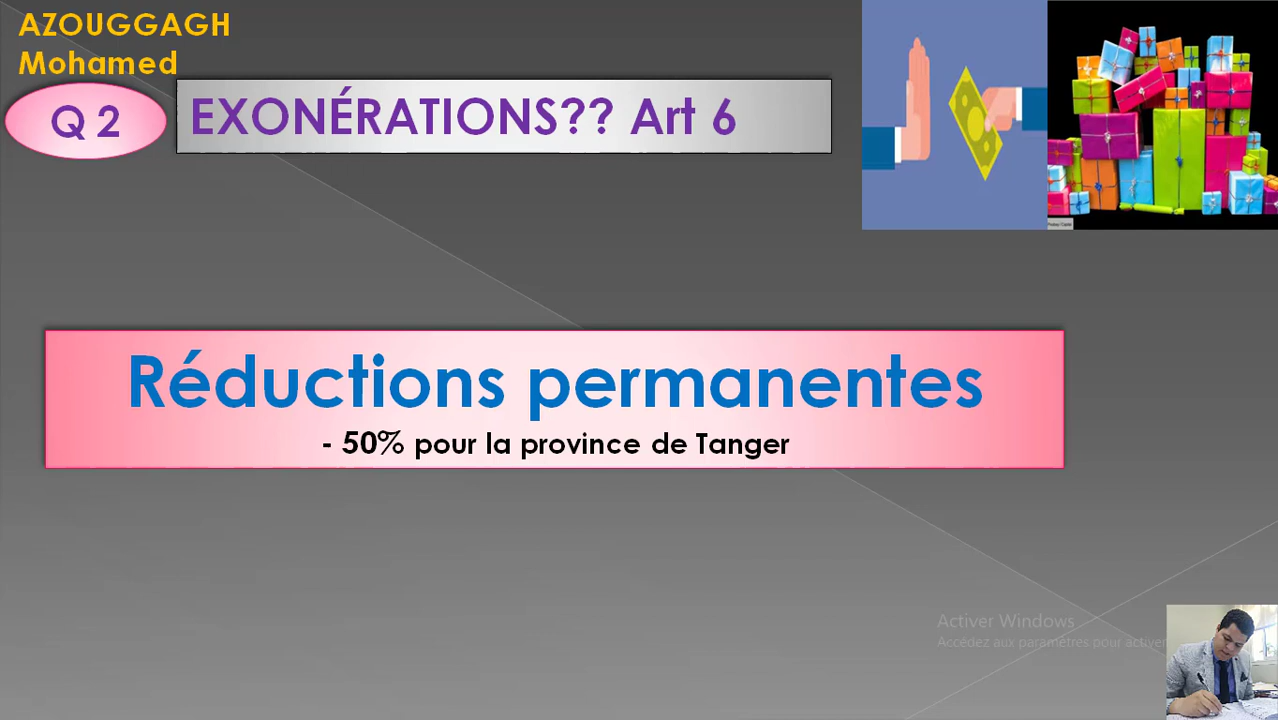 AZOUGGAGH
Mohamed
Q 2
EXONÉRATIONS?? Art 6
Réductions permanentes
- 50% pour la province de Tanger
Activer Windows
Accédez aux paramètres pour activer